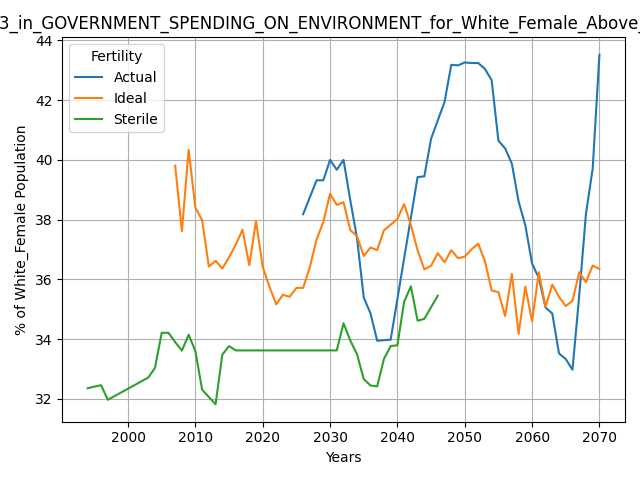 3_in_GOVERNMENT_SPENDING_ON_ENVIRONMENT_for_White_Female_Above_
Fertility
Actual
Ideal
Sterile
% of White_Female Population
44
42
40
38
36
34
32
2000 2010 2020 2030 2040 2050 2060 2070
Years